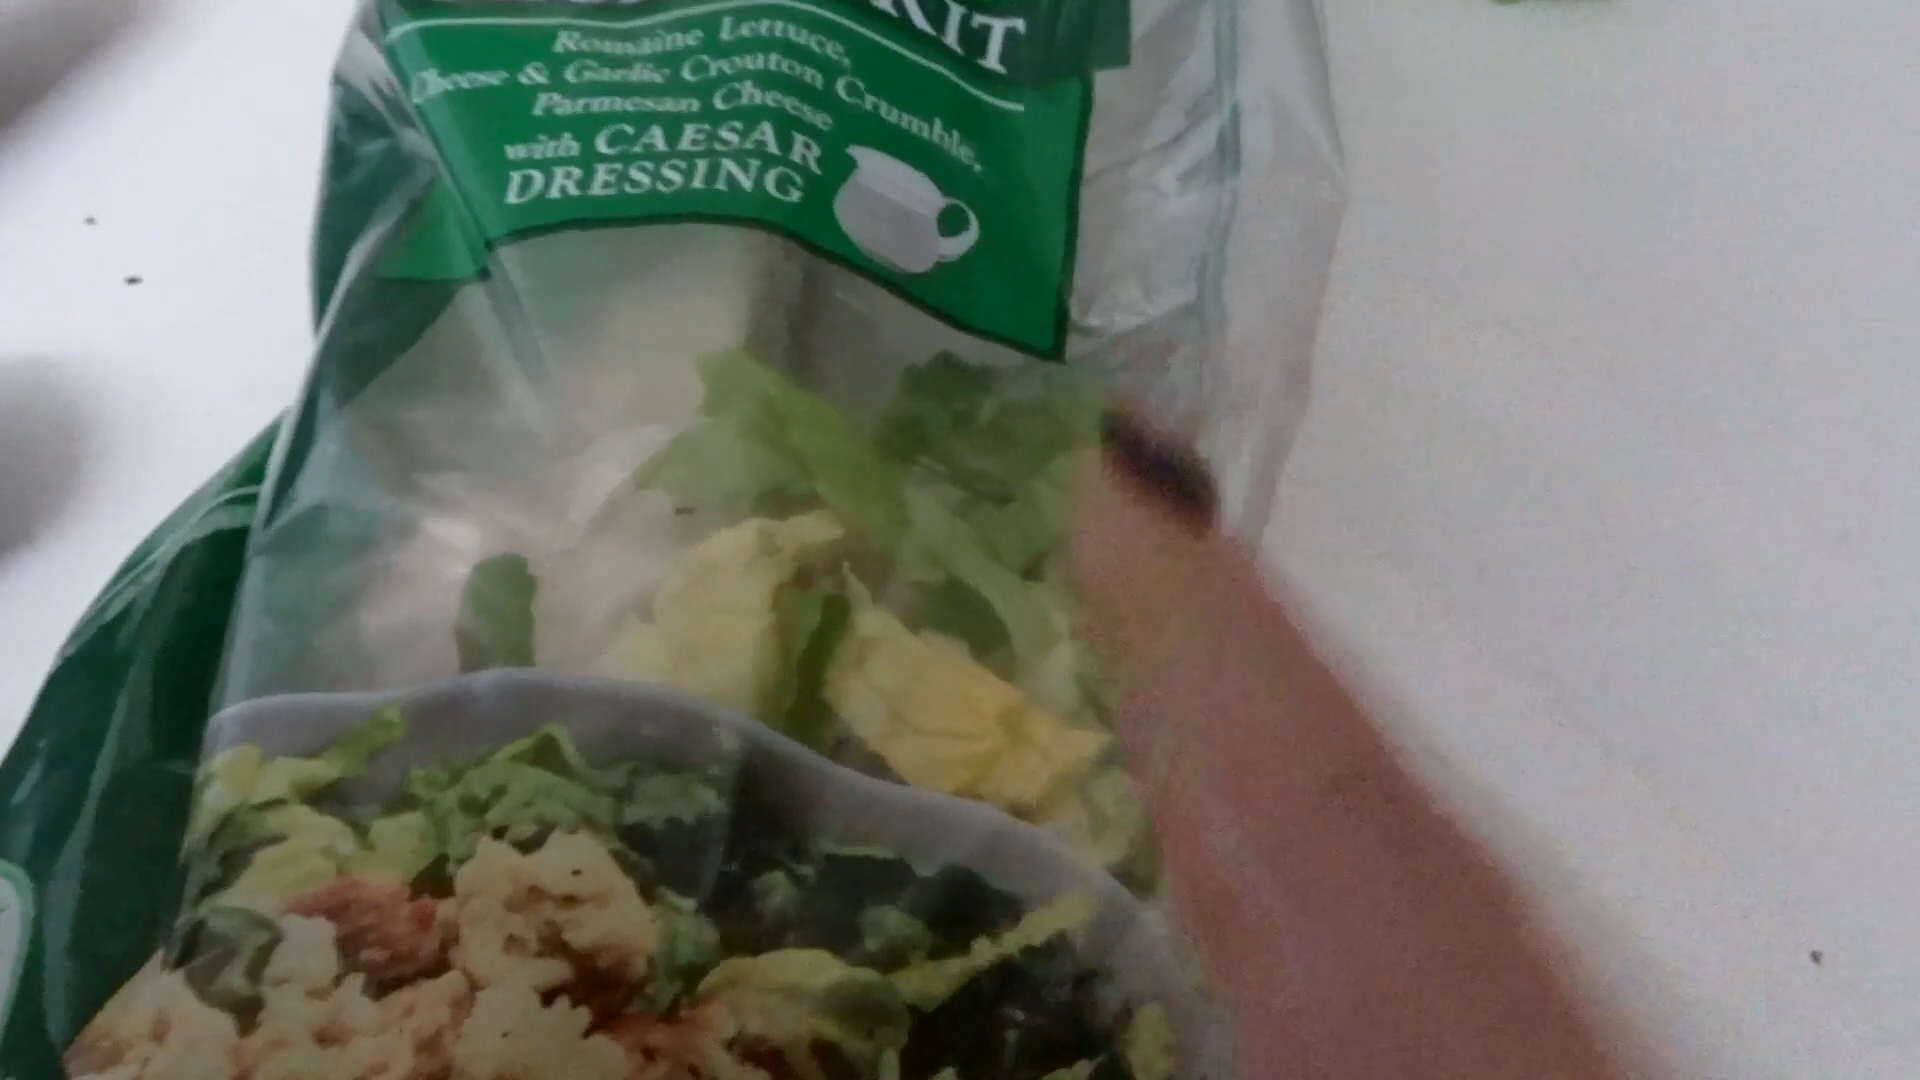 KIT
Romaine Lettuce,
Cheese & Garlic Crouton Crumble,
Parmesan Cheese
with CAESAR
DRESSING